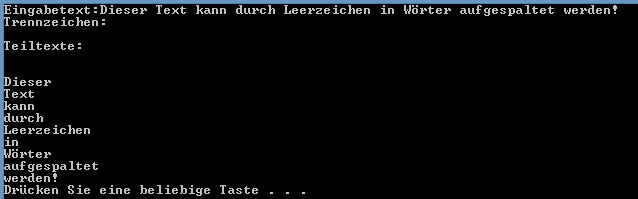 Eingabetext:Dieser Text kann durch Leerzeichen in Wörter aufgespaltet werden!
Trennzeichen:
Teiltexte:
Dieser
Text
kann
durch
Leerzeichen
in
Wörter
aufgespaltet
werden!
Drücken Sie eine beliebige Taste . . .